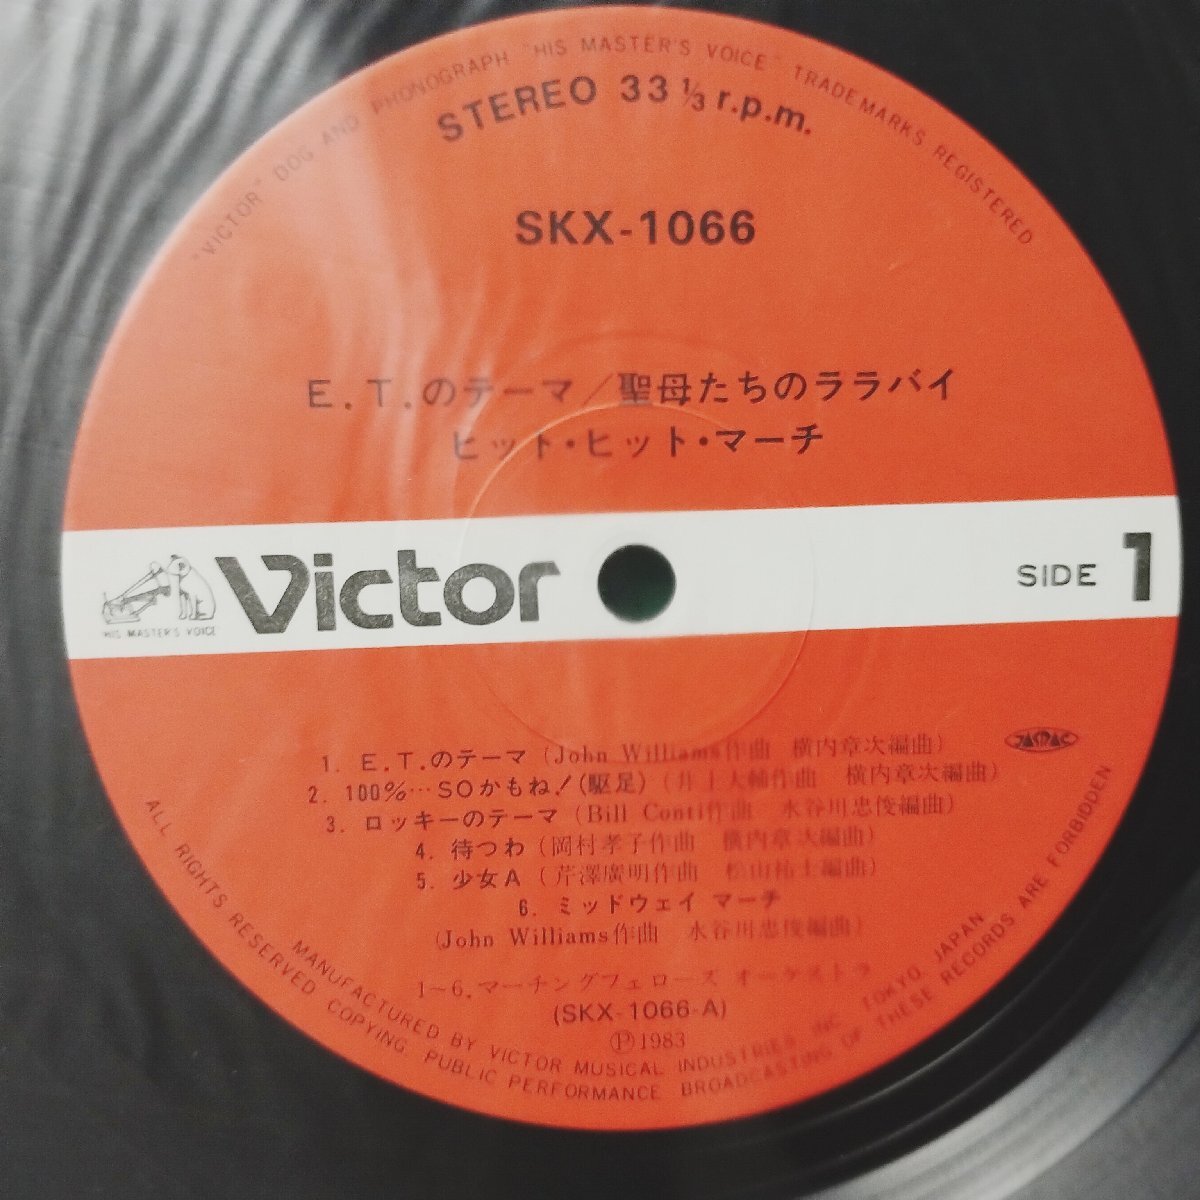 "VICTOR" DOG AND PHONOGRAPH "HIS MASTER'S VOICE" TRADEMARKS REGISTERED
STEREO 33 ⅓ r.p.m.
SKX-1066
E.T.のテーマ／聖母たちのララバイ
ヒット・ヒット・マーチ
HIS MASTER'S VOICE
Victor
SIDE 1
1. E.T.のテーマ (John Williams作曲 横内章次編曲)
JASRAC
2. 100%…SOかもね!(駆足) (井上大輔作曲 横内章次編曲)
3. ロッキーのテーマ (Bill Conti作曲 水谷川忠俊編曲)
4. 待つわ (岡村孝子作曲 横内章次編曲)
5. 少女A (芹澤廣明作曲 松山祐士編曲)
6. ミッドウェイ マーチ
(John Williams作曲 水谷川忠俊編曲)
1~6.マーチングフェローズ オーケストラ
(SKX-1066-A)
Ⓟ1983
MANUFACTURED BY VICTOR MUSICAL INDUSTRIES INC. TOKYO, JAPAN
ALL RIGHTS RESERVED COPYING, PUBLIC PERFORMANCE BROADCASTING OF THESE RECORDS ARE FORBIDDEN